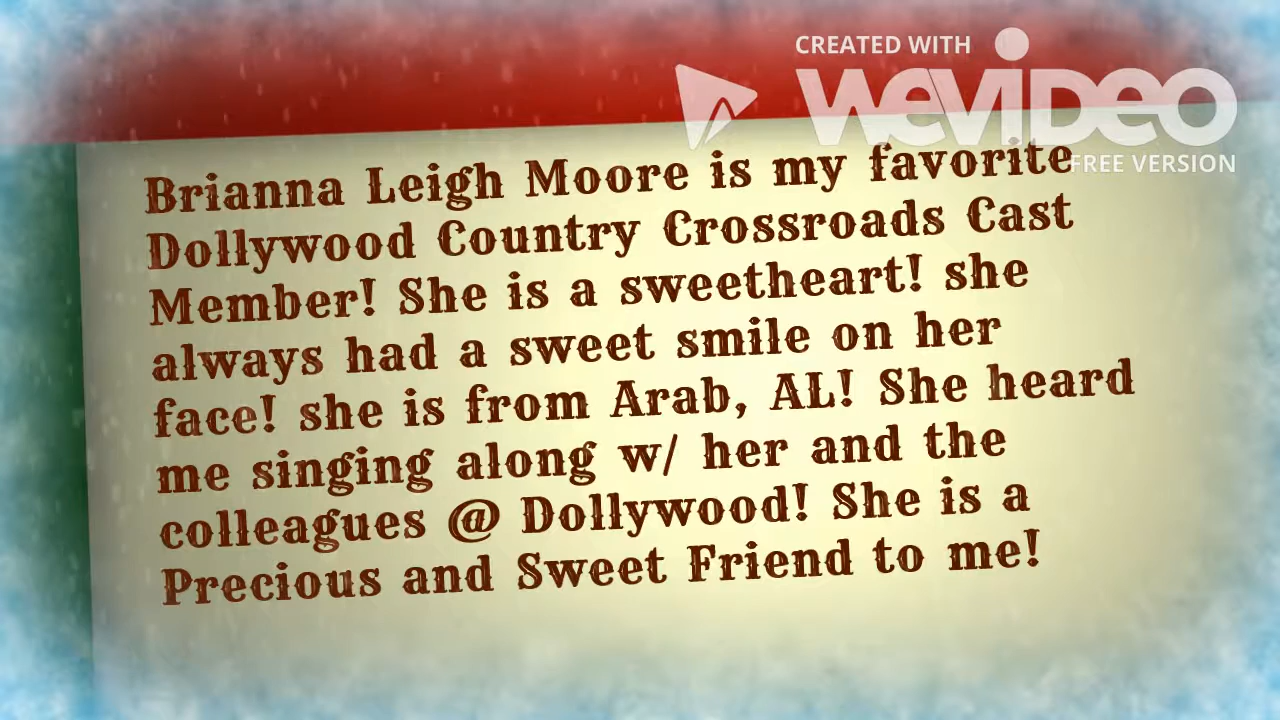 CREATED WITH
WEVIDEO
FREE VERSION
Brianna Leigh Moore is my favorite
Dollywood Country Crossroads Cast
Member! She is a sweetheart! she
always had a sweet smile on her
face! she is from Arab, AL! She heard
me singing along w/ her and the
colleagues @ Dollywood! She is a
Precious and Sweet Friend to me!